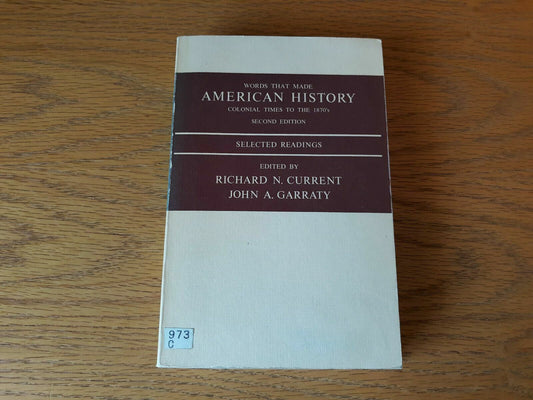 WORDS THAT MADE
AMERICAN HISTORY
COLONIAL TIMES TO THE 1870's
SECOND EDITION
SELECTED READINGS
EDITED BY
RICHARD N. CURRENT
JOHN A. GARRATY
973
C